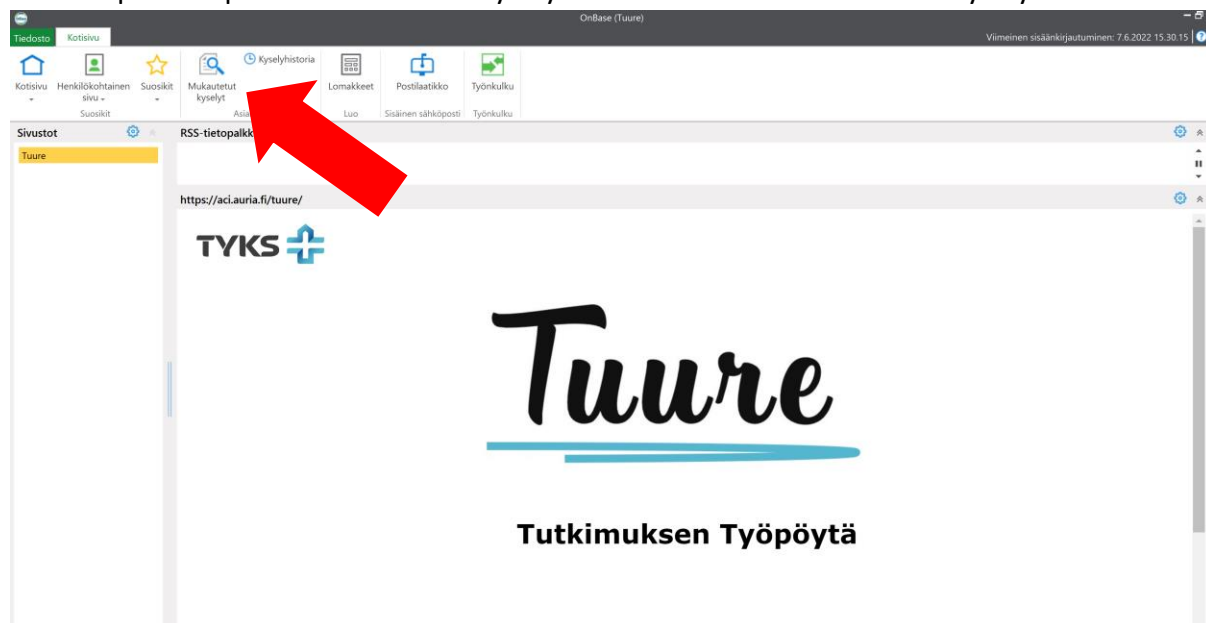 OnBase (Tuure)
Tiedosto Kotisivu Viimeinen sisäänkirjautuminen: 7.6.2022 15.30.15
Kotisivu Henkilökohtainen sivu Suosikit Mukautetut kyselyt Kyselyhistoria Lomakkeet Postilaatikko Työnkulku
Suosikit Luo Sisäinen sähköposti Työnkulku
Sivustot RSS-tietopalkk
Tuure
https://aci.auria.fi/tuure/
TYKS
Tuure
Tutkimuksen Työpöytä